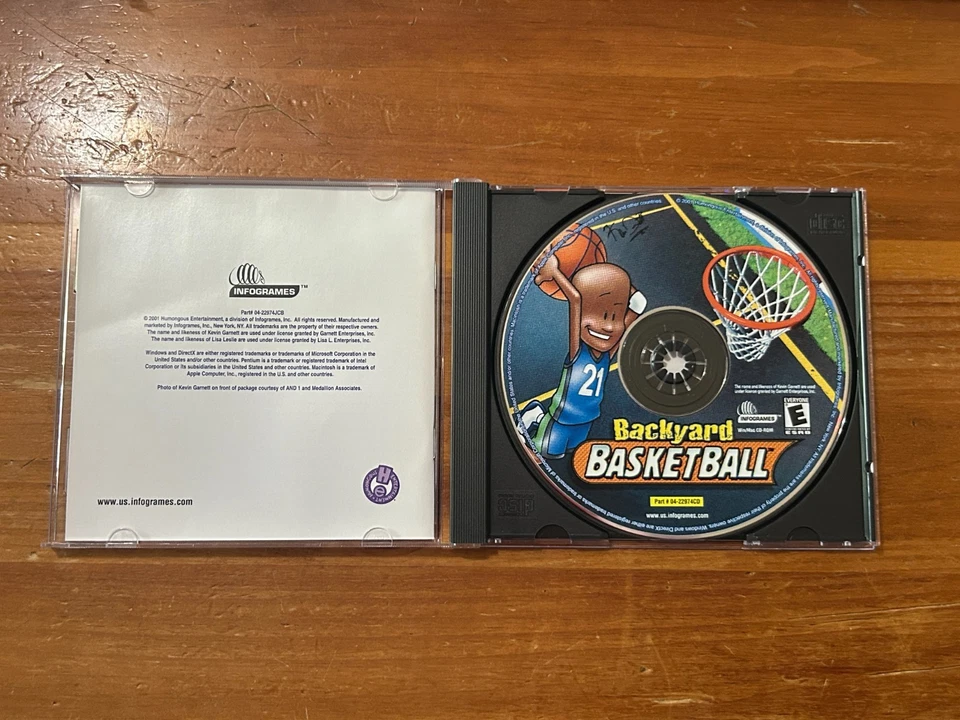 INFOGRAMES™
Part# 04-22974JCB
© 2001 Humongous Entertainment, a division of Infogrames, Inc. All rights reserved. Manufactured and
marketed by Infogrames, Inc., New York, NY. All trademarks are the property of their respective owners.
The name and likeness of Kevin Garnett are used under license granted by Garnett Enterprises, Inc.
The name and likeness of Lisa Leslie are used under license granted by Lisa L. Enterprises, Inc.
Windows and DirectX are either registered trademarks or trademarks of Microsoft Corporation in the
United States and/or other countries. Pentium is a trademark or registered trademark of Intel
Corporation or its subsidiaries in the United States and other countries. Macintosh is a trademark of
Apple Computer, Inc., registered in the U.S. and other countries.
Photo of Kevin Garnett on front of package courtesy of AND 1 and Medallion Associates.
www.us.infogrames.com
21
The name and likeness of Kevin Garnett are used
under license granted by Garnett Enterprises, Inc.
INFOGRAMES™
Win/Mac CD-ROM
EVERYONE
E
ESRB
Backyard
BASKETBALL™
Part # 04-22974CD
www.us.infogrames.com